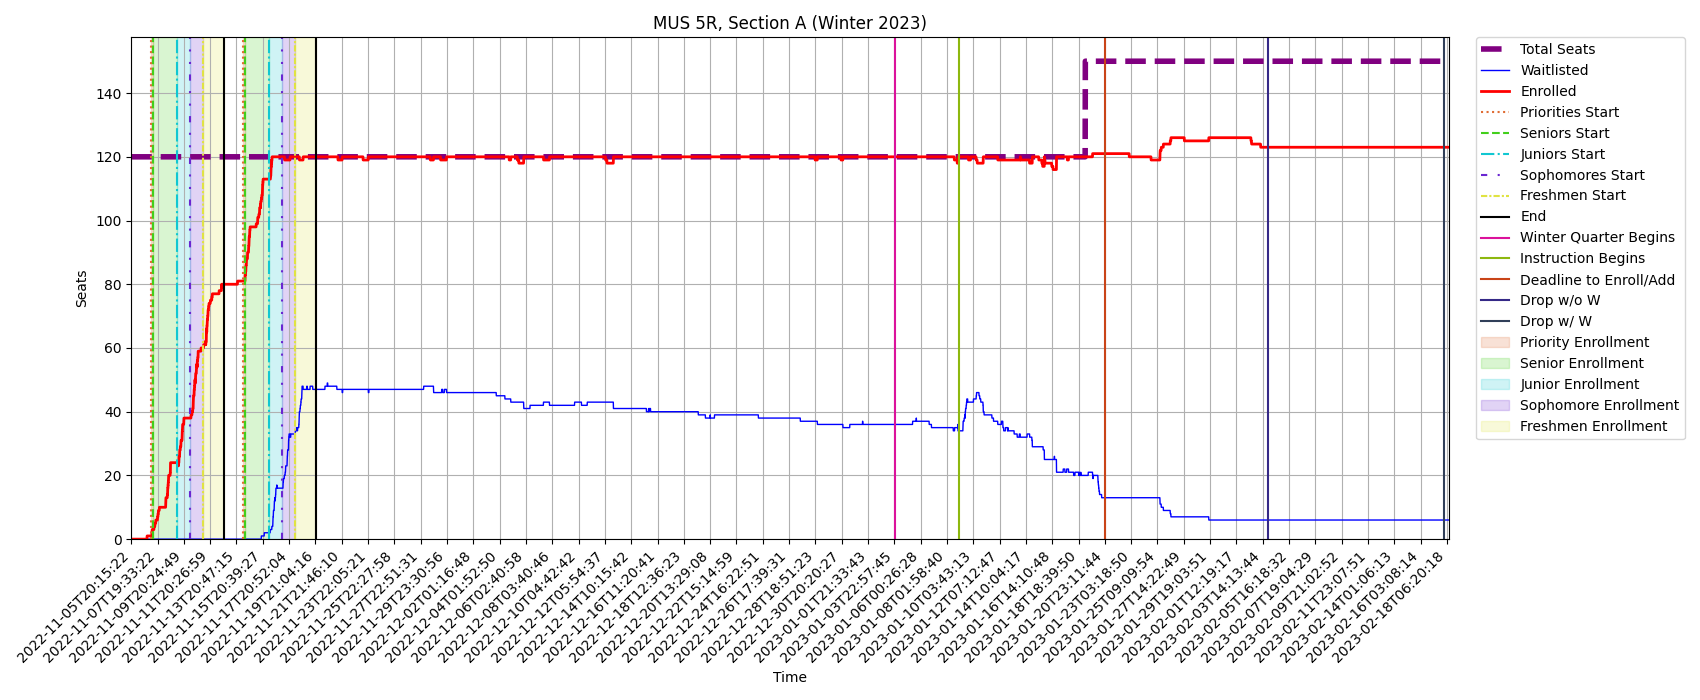 MUS 5R, Section A (Winter 2023)
Seats
140
120
100
80
60
40
20
0
2022-11-05T20:15:22
2022-11-07T19:33:22
2022-11-09T20:24:49
2022-11-11T20:26:59
2022-11-13T20:47:15
2022-11-15T20:39:27
2022-11-17T20:52:04
2022-11-19T21:04:16
2022-11-21T21:46:10
2022-11-23T22:05:21
2022-11-25T22:27:58
2022-11-27T22:51:31
2022-11-29T23:30:56
2022-12-02T01:16:48
2022-12-04T01:52:50
2022-12-06T02:40:58
2022-12-08T03:40:46
2022-12-10T04:42:42
2022-12-12T05:54:37
2022-12-14T10:15:42
2022-12-16T11:20:41
2022-12-18T12:36:23
2022-12-20T13:29:08
2022-12-22T15:14:59
2022-12-24T16:22:51
2022-12-26T17:39:31
2022-12-28T18:51:23
2022-12-30T20:20:27
2023-01-01T21:33:43
2023-01-03T22:57:45
2023-01-06T00:26:28
2023-01-08T01:58:40
2023-01-10T03:43:13
2023-01-12T07:12:47
2023-01-14T10:04:17
2023-01-16T14:10:48
2023-01-18T18:39:50
2023-01-20T23:11:44
2023-01-23T03:18:50
2023-01-25T09:09:54
2023-01-27T14:22:49
2023-01-29T19:03:51
2023-02-01T12:19:17
2023-02-03T14:13:44
2023-02-05T16:18:32
2023-02-07T19:04:29
2023-02-09T21:02:52
2023-02-11T23:07:51
2023-02-14T01:06:13
2023-02-16T03:08:14
2023-02-18T06:20:18
Time
Total Seats
Waitlisted
Enrolled
Priorities Start
Seniors Start
Juniors Start
Sophomores Start
Freshmen Start
End
Winter Quarter Begins
Instruction Begins
Deadline to Enroll/Add
Drop w/o W
Drop w/ W
Priority Enrollment
Senior Enrollment
Junior Enrollment
Sophomore Enrollment
Freshmen Enrollment